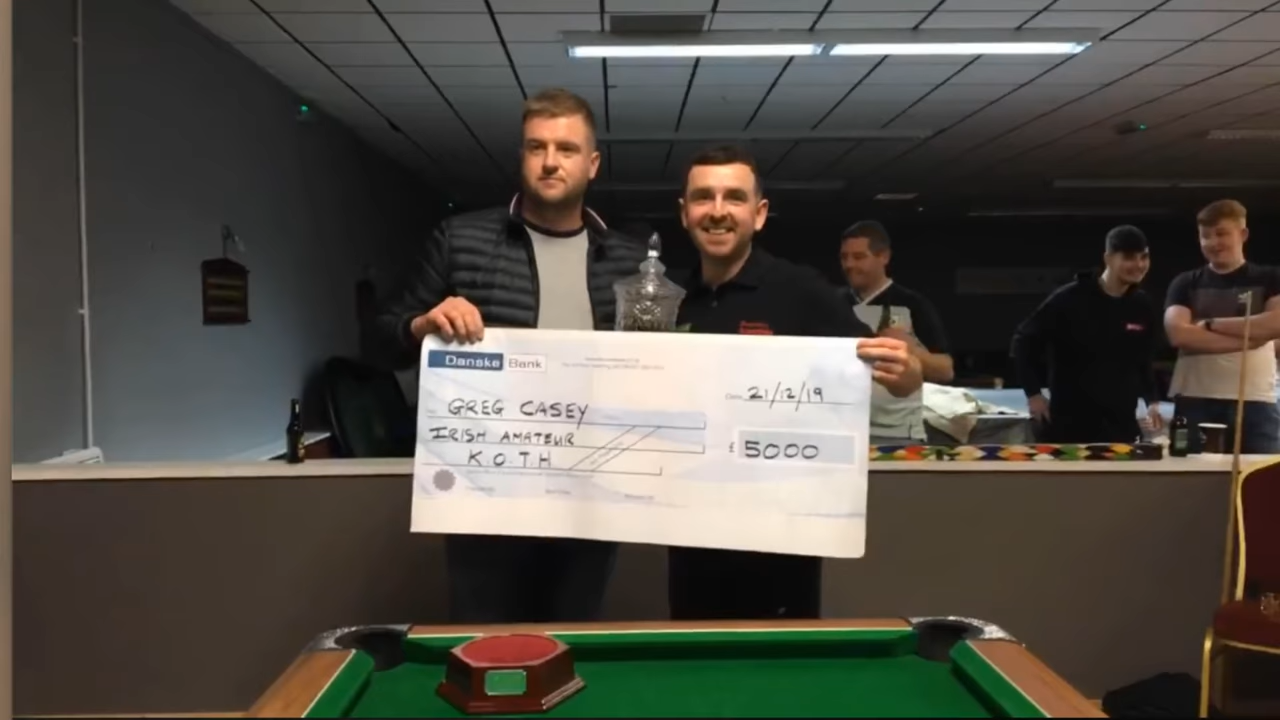 Danske Bank
GREG CASEY
Date 21/12/19
IRISH AMATEUR
£ 5000
K.O.T.H